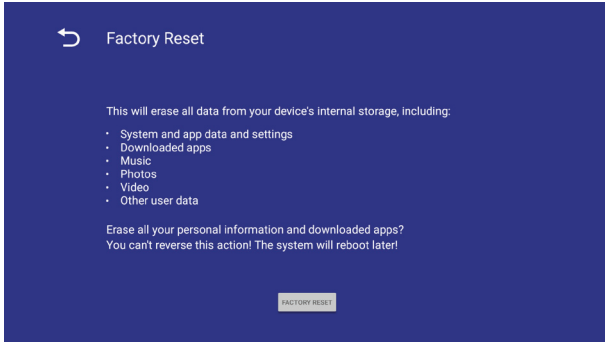 Factory Reset
This will erase all data from your device's internal storage, including:
• System and app data and settings
• Downloaded apps
• Music
• Photos
• Video
• Other user data
Erase all your personal information and downloaded apps?
You can't reverse this action! The system will reboot later!
FACTORY RESET